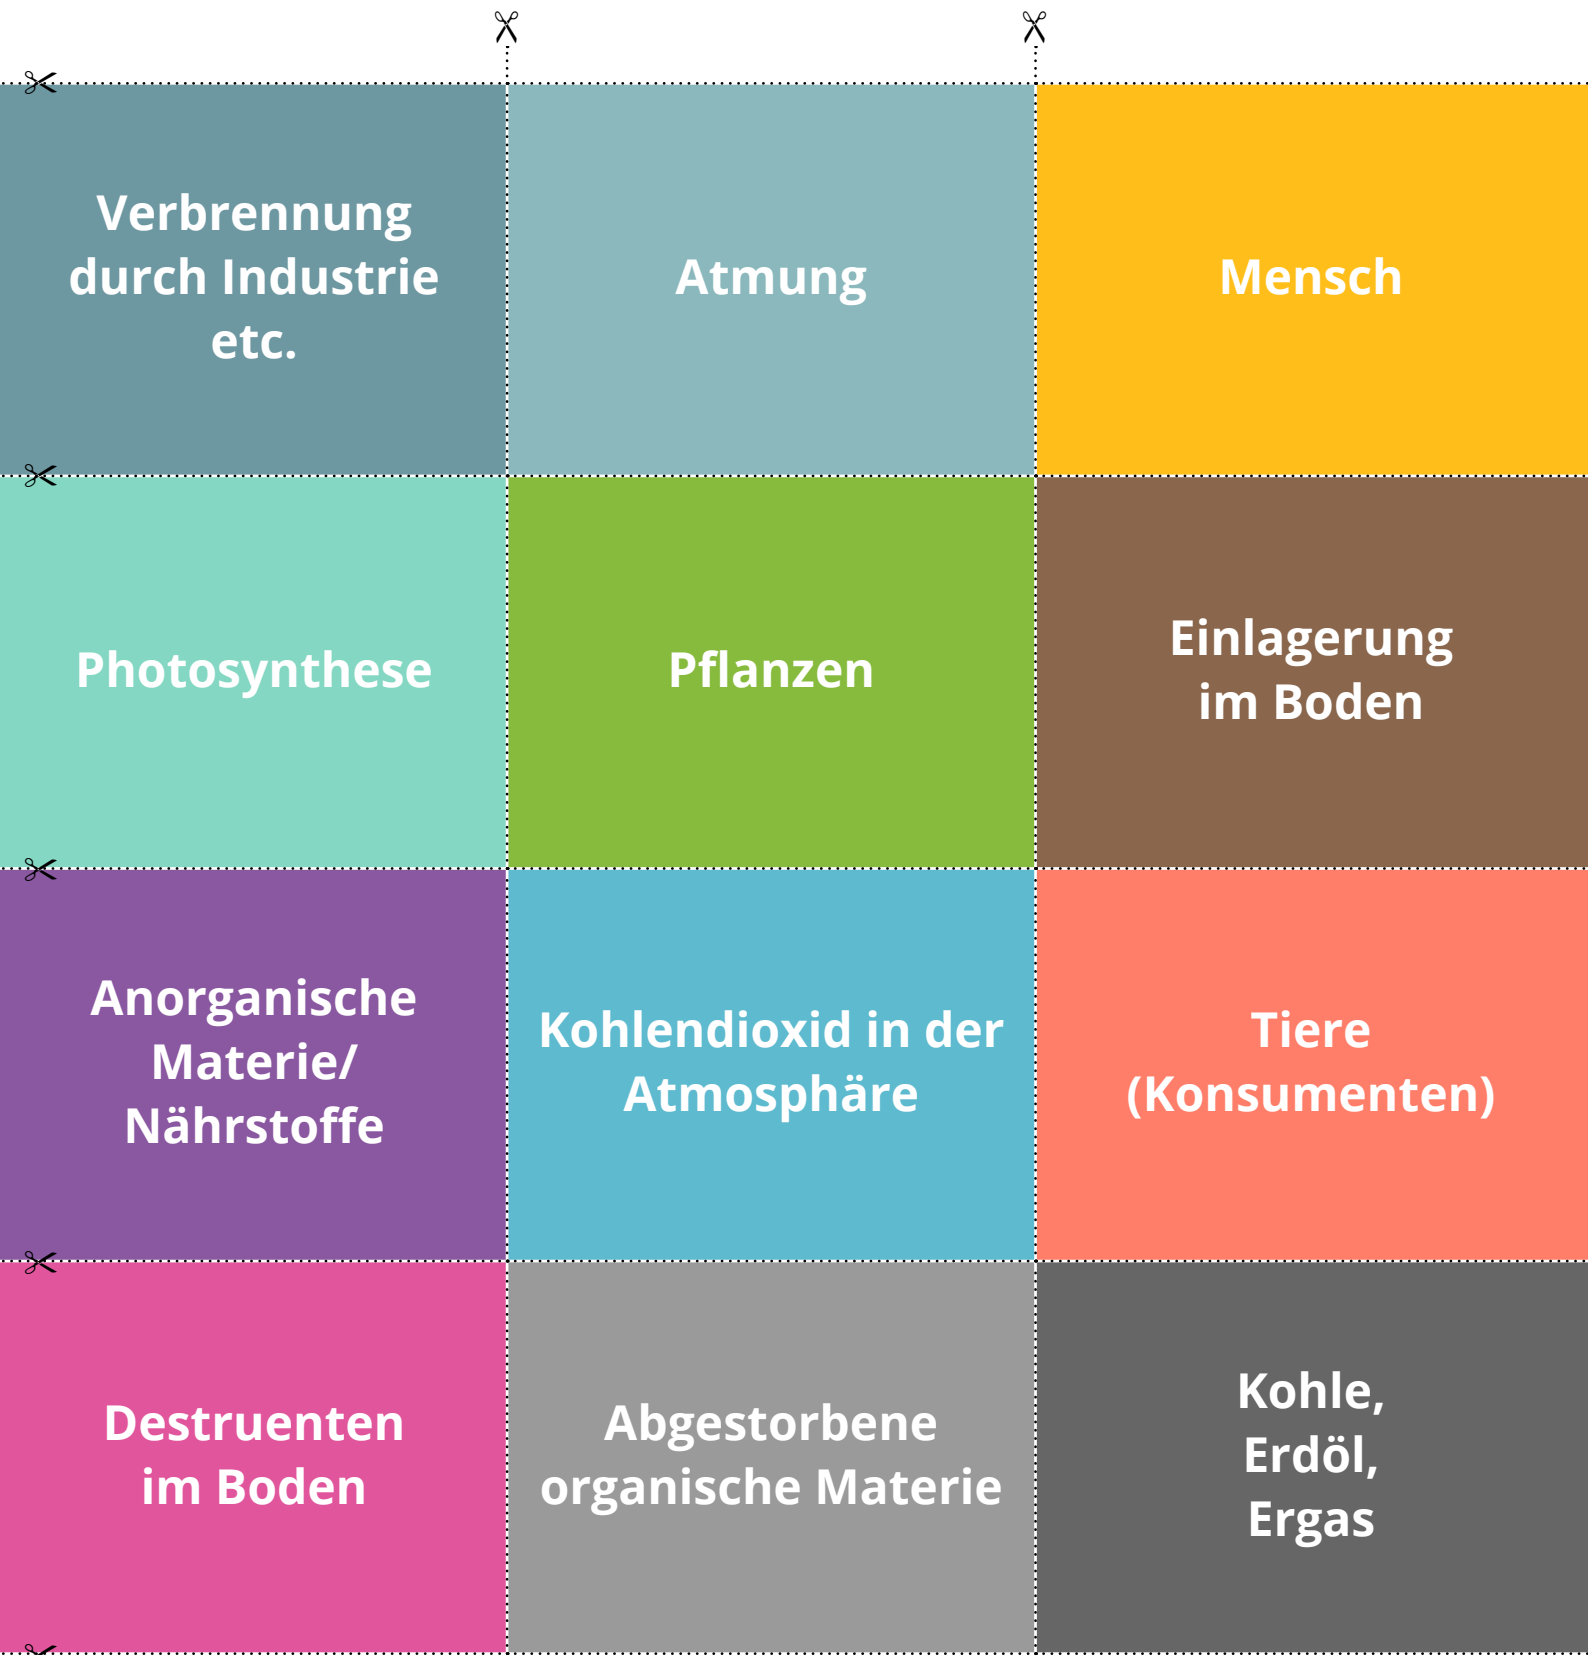 Verbrennung
durch Industrie
etc.
Atmung
Mensch
Photosynthese
Pflanzen
Einlagerung
im Boden
Anorganische
Materie/
Nährstoffe
Kohlendioxid in der
Atmosphäre
Tiere
(Konsumenten)
Destruenten
im Boden
Abgestorbene
organische Materie
Kohle,
Erdöl,
Ergas